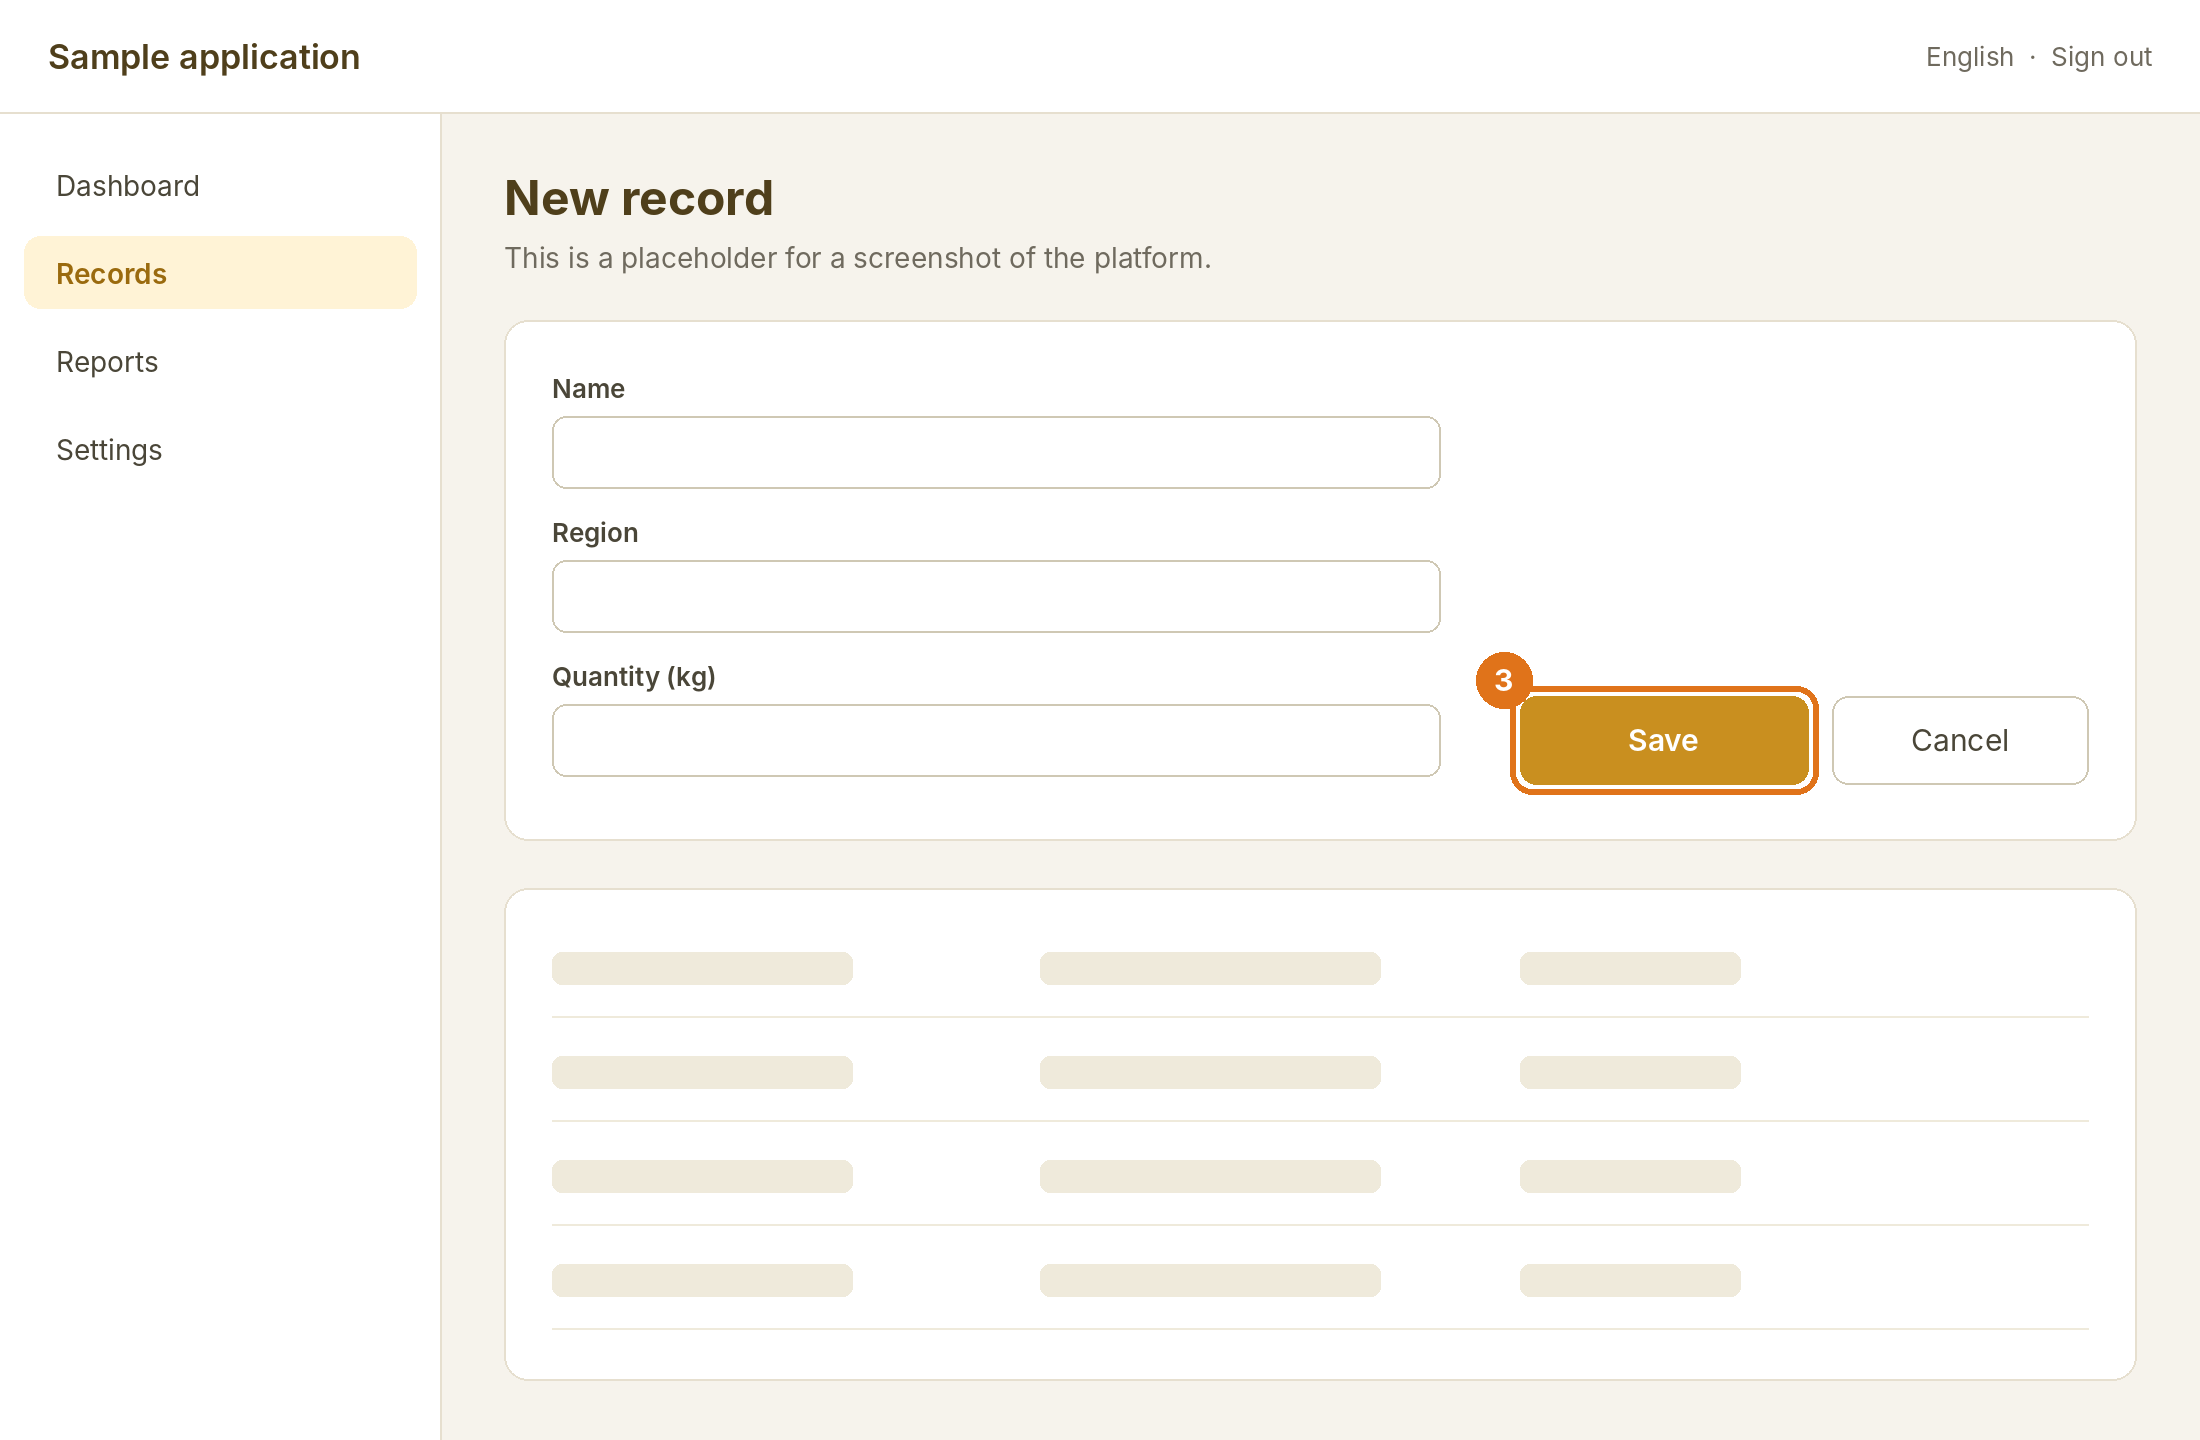 Sample application
English · Sign out
Dashboard
Records
Reports
Settings
New record
This is a placeholder for a screenshot of the platform.
Name
Region
Quantity (kg)
3
Save
Cancel